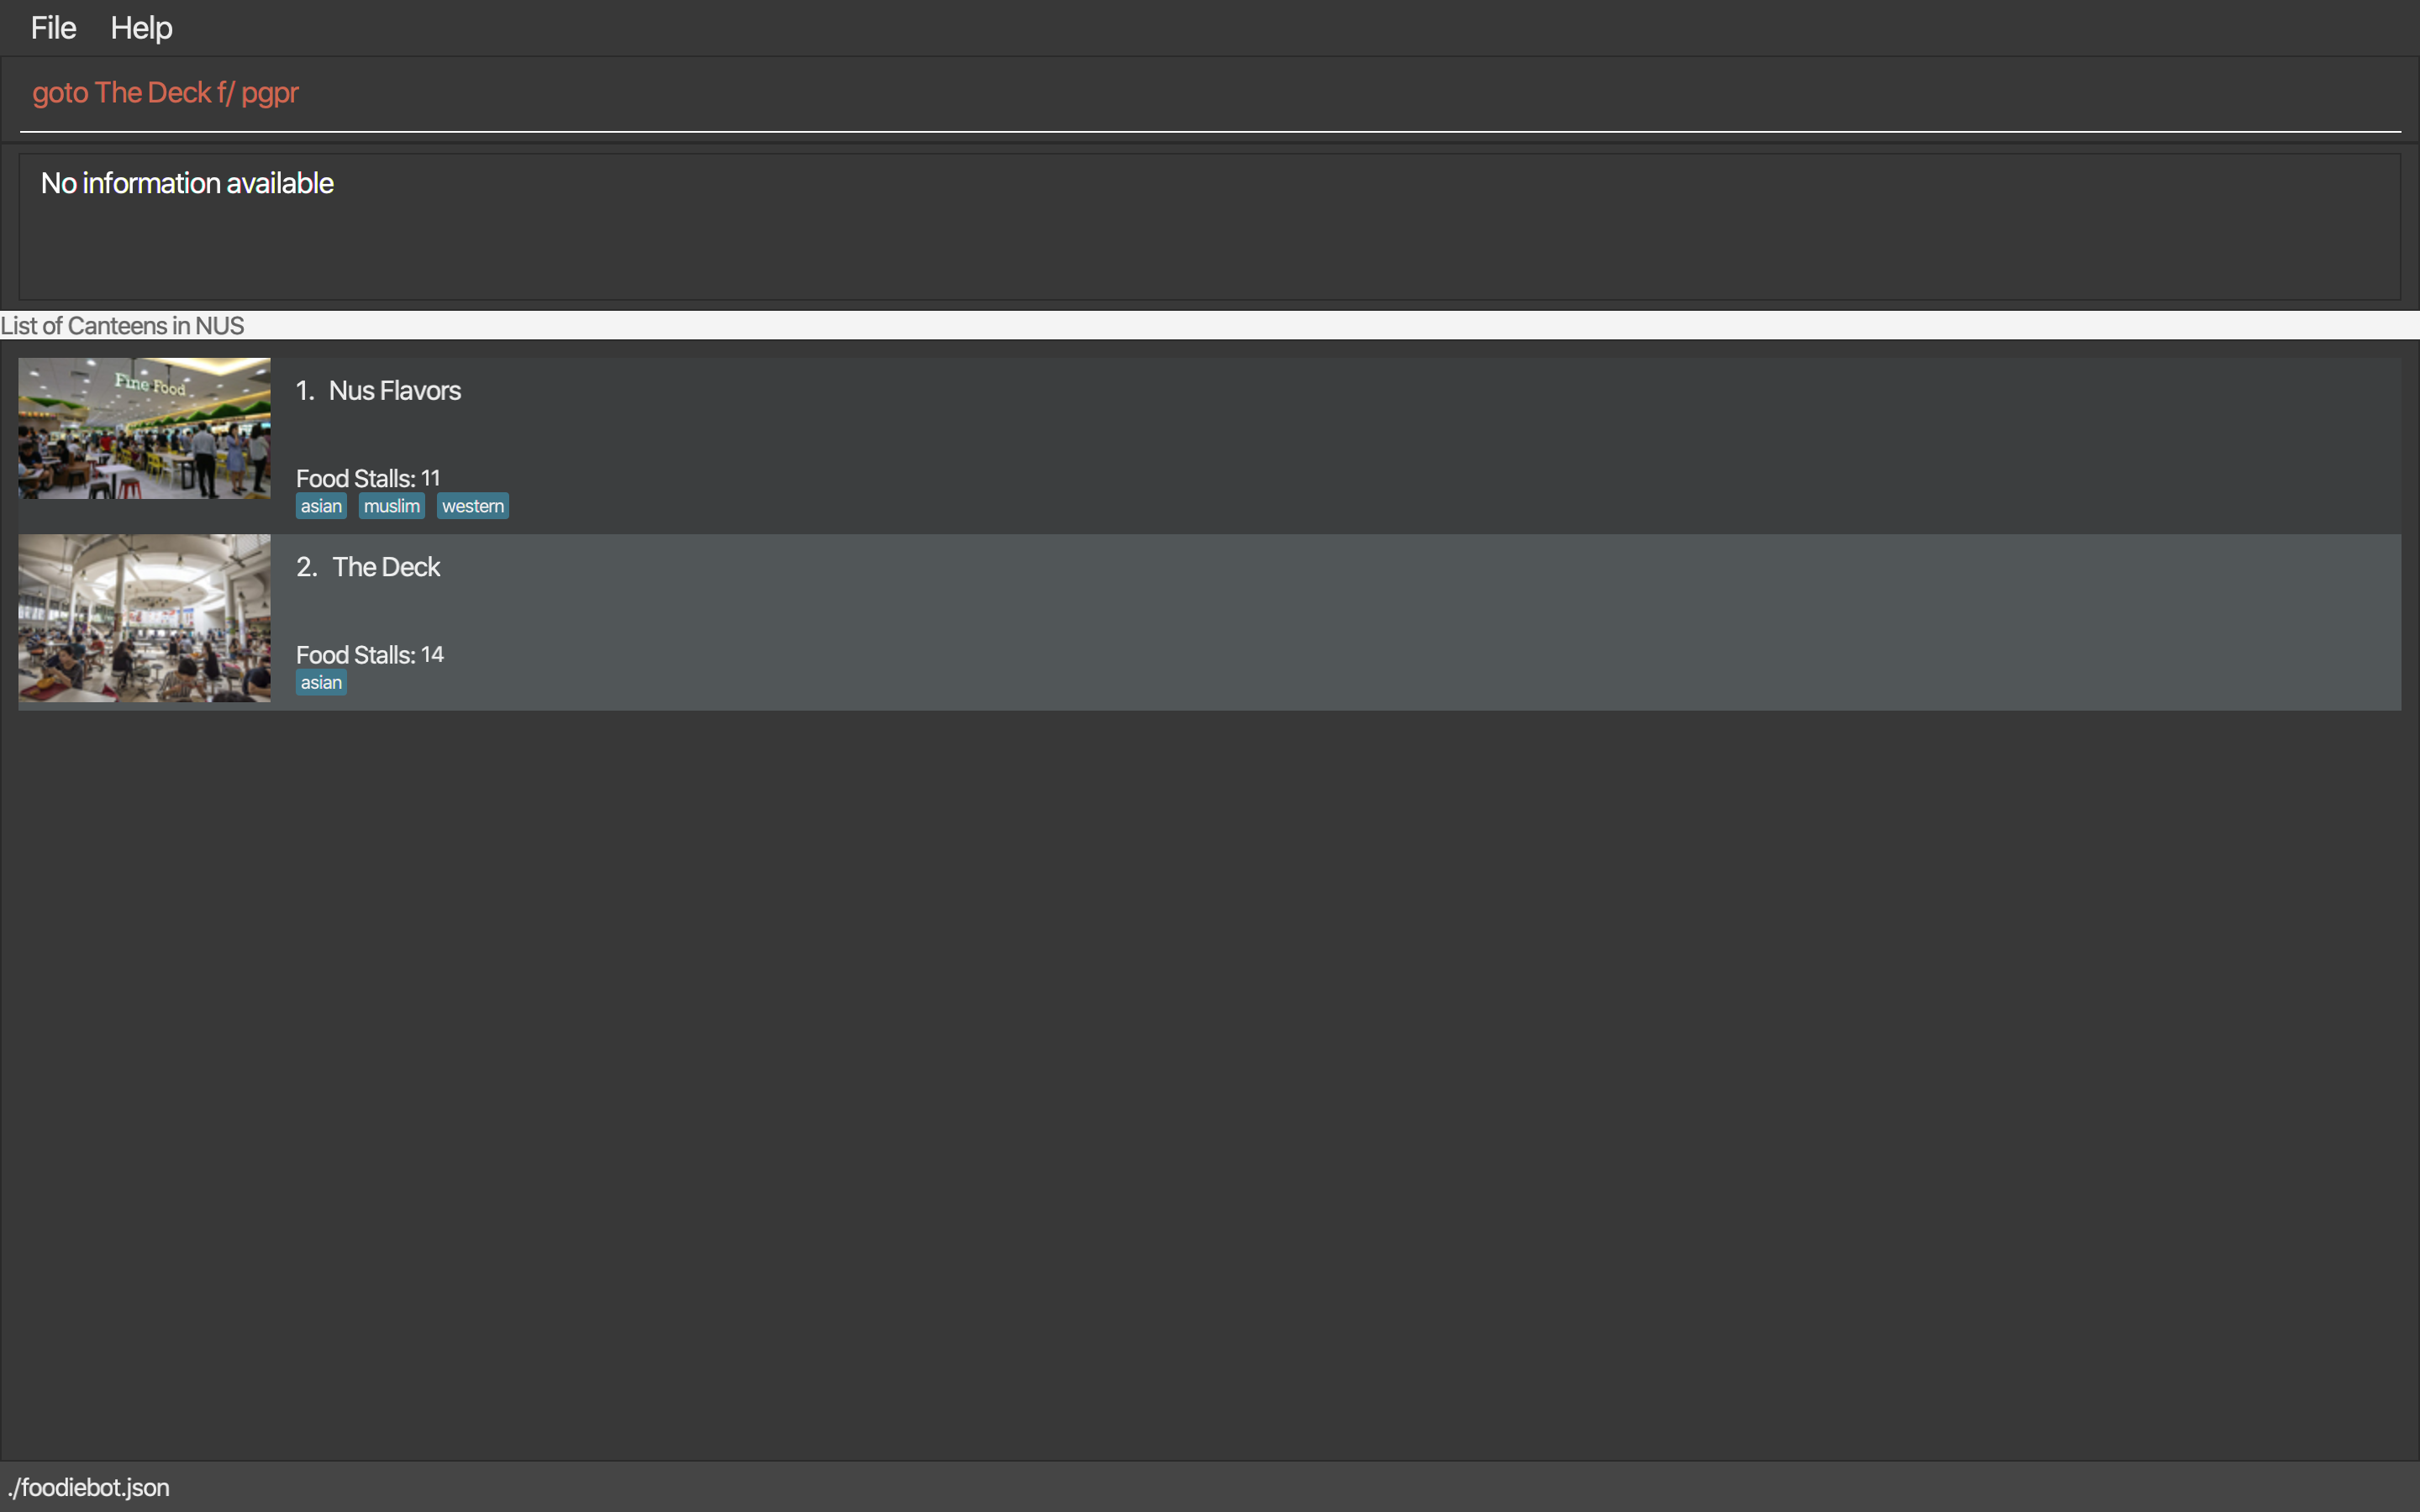 File Help
goto The Deck f/ pgpr
No information available
List of Canteens in NUS
Fine Food
1. Nus Flavors
Food Stalls: 11
asian muslim western
2. The Deck
Food Stalls: 14
asian
./foodiebot.json